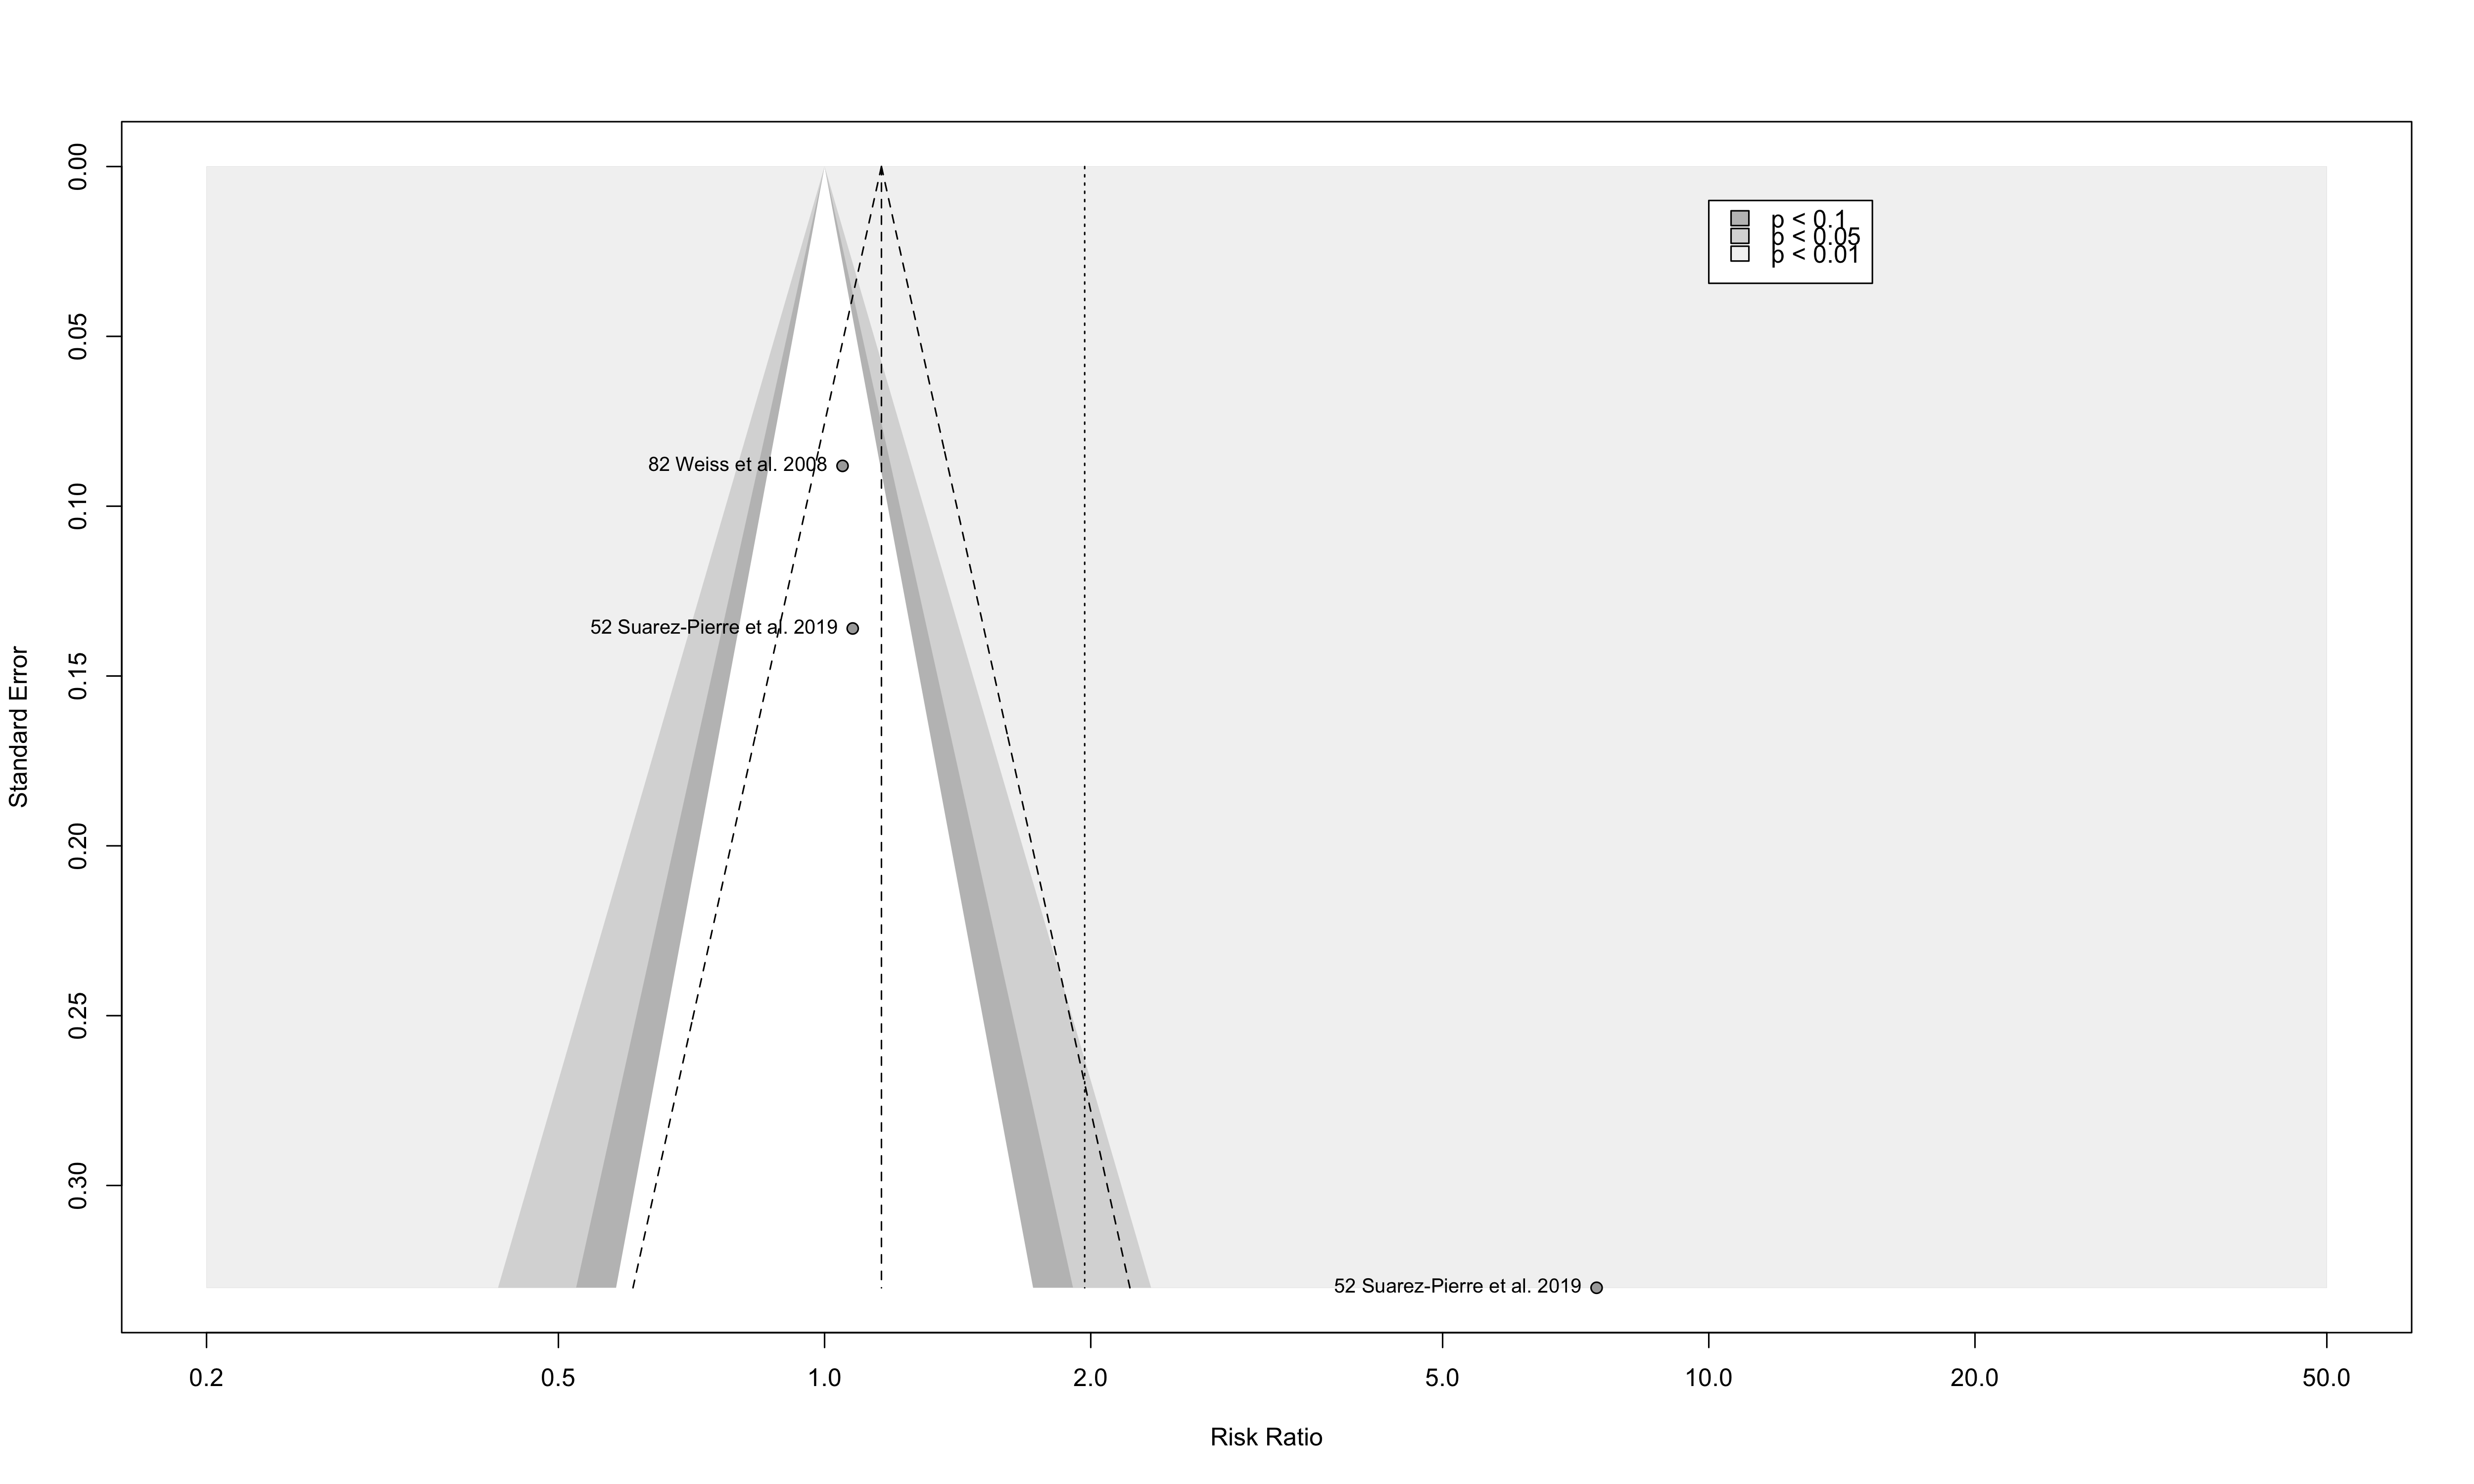 0.00
0.05
0.10
0.15
0.20
0.25
0.30
Standard Error
p < 0.1
p < 0.05
p < 0.01
82 Weiss et al. 2008
52 Suarez-Pierre et al. 2019
52 Suarez-Pierre et al. 2019
0.2 0.5 1.0 2.0 5.0 10.0 20.0 50.0
Risk Ratio